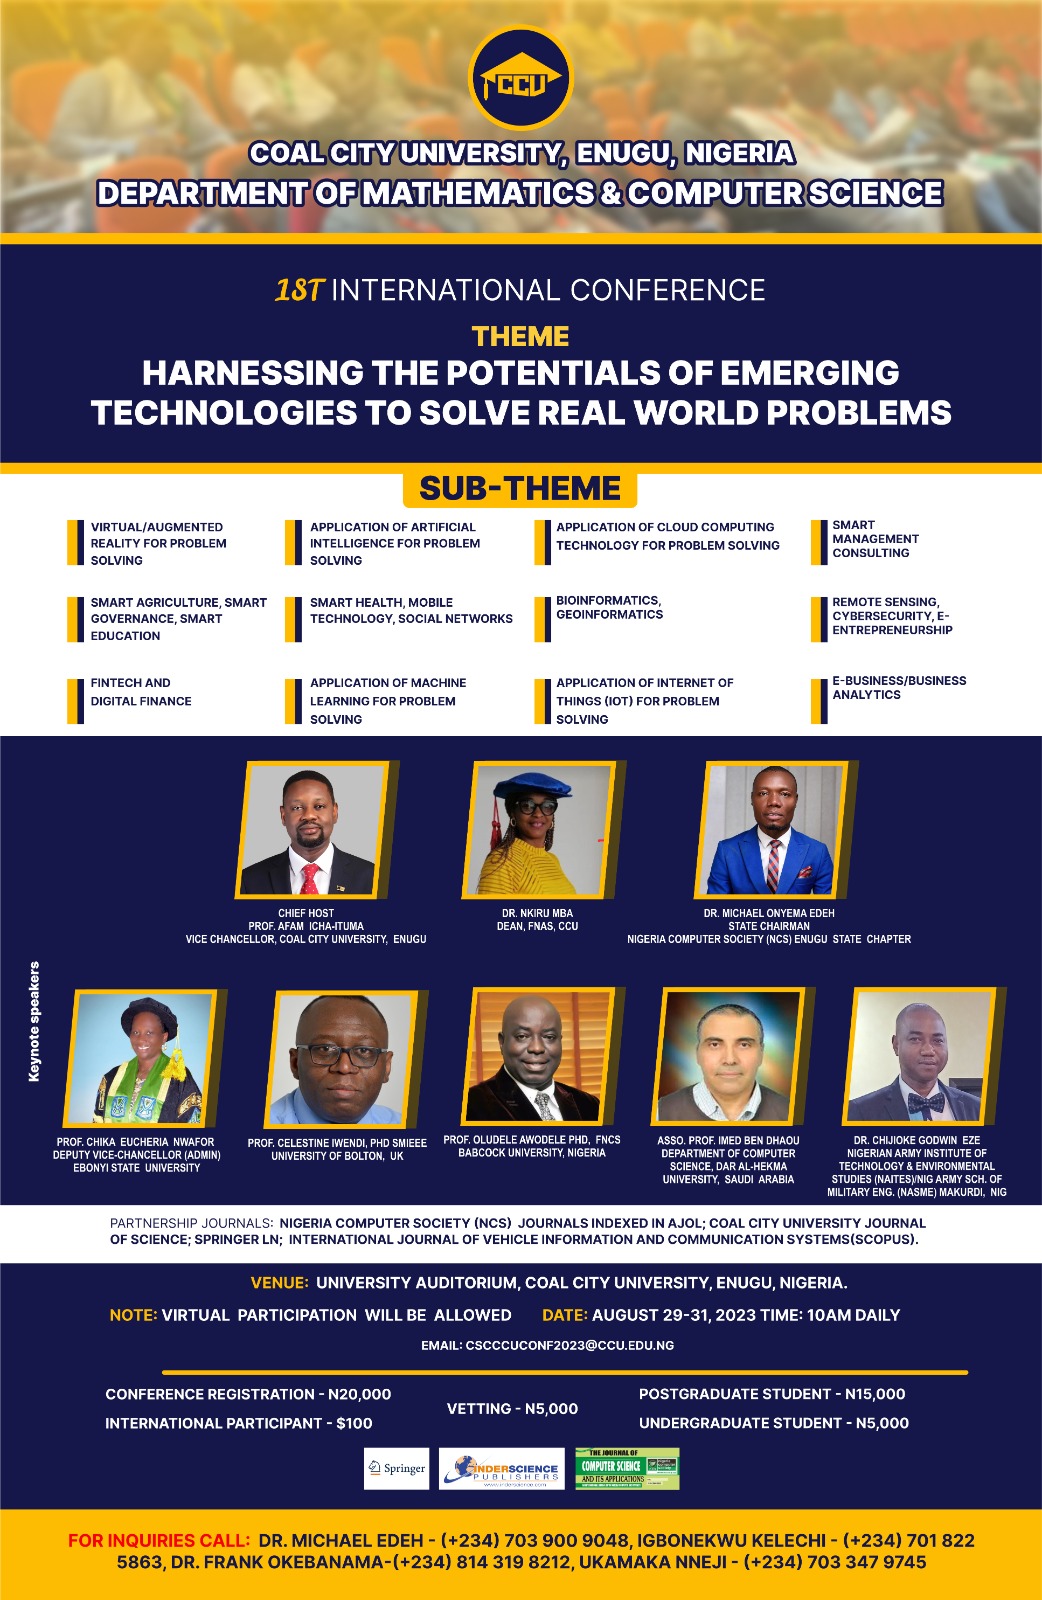 CCU
COAL CITY UNIVERSITY, ENUGU, NIGERIA
DEPARTMENT OF MATHEMATICS & COMPUTER SCIENCE
1ST INTERNATIONAL CONFERENCE
THEME
HARNESSING THE POTENTIALS OF EMERGING
TECHNOLOGIES TO SOLVE REAL WORLD PROBLEMS
SUB-THEME
VIRTUAL/AUGMENTED
REALITY FOR PROBLEM
SOLVING
APPLICATION OF ARTIFICIAL
INTELLIGENCE FOR PROBLEM
SOLVING
APPLICATION OF CLOUD COMPUTING
TECHNOLOGY FOR PROBLEM SOLVING
SMART
MANAGEMENT
CONSULTING
SMART AGRICULTURE, SMART
GOVERNANCE, SMART
EDUCATION
SMART HEALTH, MOBILE
TECHNOLOGY, SOCIAL NETWORKS
BIOINFORMATICS,
GEOINFORMATICS
REMOTE SENSING,
CYBERSECURITY, E-
ENTREPRENEURSHIP
FINTECH AND
DIGITAL FINANCE
APPLICATION OF MACHINE
LEARNING FOR PROBLEM
SOLVING
APPLICATION OF INTERNET OF
THINGS (IOT) FOR PROBLEM
SOLVING
E-BUSINESS/BUSINESS
ANALYTICS
CHIEF HOST
PROF. AFAM ICHA-ITUMA
VICE CHANCELLOR, COAL CITY UNIVERSITY, ENUGU
DR. NKIRU MBA
DEAN, FNAS, CCU
DR. MICHAEL ONYEMA EDEH
STATE CHAIRMAN
NIGERIA COMPUTER SOCIETY (NCS) ENUGU STATE CHAPTER
Keynote speakers
PROF. CHIKA EUCHERIA NWAFOR
DEPUTY VICE-CHANCELLOR (ADMIN)
EBONYI STATE UNIVERSITY
PROF. CELESTINE IWENDI, PHD SMIEEE
UNIVERSITY OF BOLTON, UK
PROF. OLUDELE AWODELE PHD, FNCS
BABCOCK UNIVERSITY, NIGERIA
ASSO. PROF. IMED BEN DHAOU
DEPARTMENT OF COMPUTER
SCIENCE, DAR AL-HEKMA
UNIVERSITY, SAUDI ARABIA
DR. CHIJIOKE GODWIN EZE
NIGERIAN ARMY INSTITUTE OF
TECHNOLOGY & ENVIRONMENTAL
STUDIES (NAITES)/NIG ARMY SCH. OF
MILITARY ENG. (NASME) MAKURDI, NIG
PARTNERSHIP JOURNALS: NIGERIA COMPUTER SOCIETY (NCS) JOURNALS INDEXED IN AJOL; COAL CITY UNIVERSITY JOURNAL
OF SCIENCE; SPRINGER LN; INTERNATIONAL JOURNAL OF VEHICLE INFORMATION AND COMMUNICATION SYSTEMS(SCOPUS).
VENUE: UNIVERSITY AUDITORIUM, COAL CITY UNIVERSITY, ENUGU, NIGERIA.
NOTE: VIRTUAL PARTICIPATION WILL BE ALLOWED DATE: AUGUST 29-31, 2023 TIME: 10AM DAILY
EMAIL: CSCCCUCONF2023@CCU.EDU.NG
CONFERENCE REGISTRATION - N20,000
INTERNATIONAL PARTICIPANT - $100
VETTING - N5,000
POSTGRADUATE STUDENT - N15,000
UNDERGRADUATE STUDENT - N5,000
Springer
INDERSCIENCE
PUBLISHERS
www.inderscience.com
THE JOURNAL OF
COMPUTER SCIENCE
AND ITS APPLICATIONS
FOR INQUIRIES CALL: DR. MICHAEL EDEH - (+234) 703 900 9048, IGBONEKWU KELECHI - (+234) 701 822
5863, DR. FRANK OKEBANAMA-(+234) 814 319 8212, UKAMAKA NNEJI - (+234) 703 347 9745